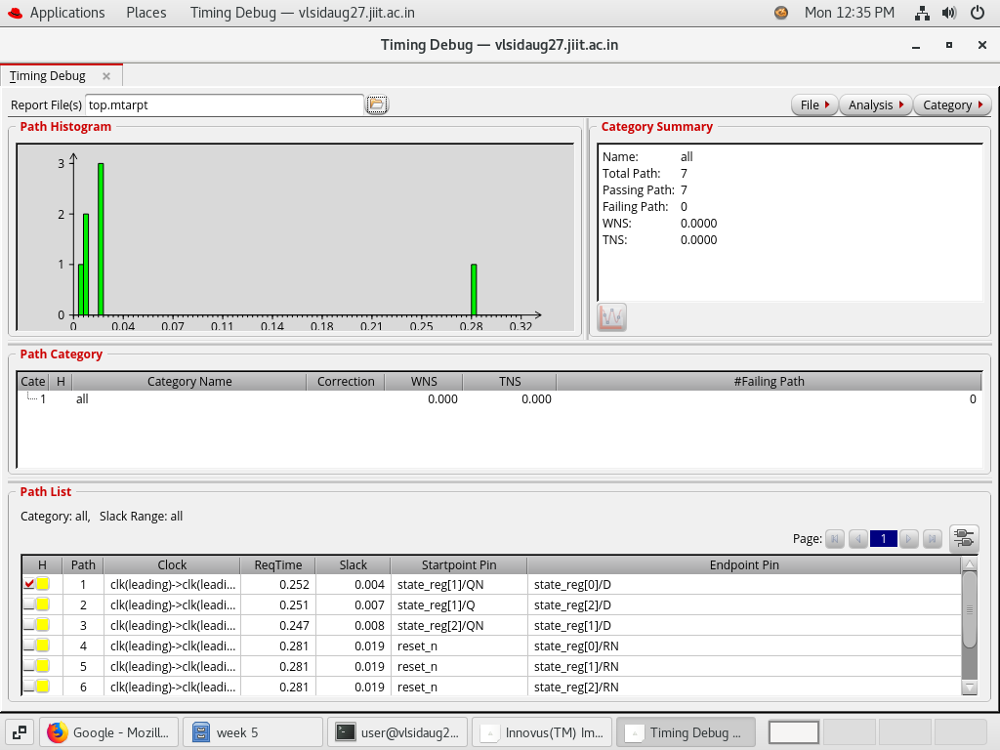 Applications Places Timing Debug — vlsidaug27.jiit.ac.in Mon 12:35 PM
Timing Debug — vlsidaug27.jiit.ac.in
Timing Debug
Report File(s) top.mtarpt File Analysis Category
Path Histogram
3
2
1
0
0 0.04 0.07 0.11 0.14 0.18 0.21 0.25 0.28 0.32
Category Summary
Name: all
Total Path: 7
Passing Path: 7
Failing Path: 0
WNS: 0.0000
TNS: 0.0000
Path Category
Cate H Category Name Correction WNS TNS #Failing Path
1 all 0.000 0.000 0
Path List
Category: all, Slack Range: all
Page: 1
H Path Clock ReqTime Slack Startpoint Pin Endpoint Pin
1 clk(leading)->clk(leadi... 0.252 0.004 state_reg[1]/QN state_reg[0]/D
2 clk(leading)->clk(leadi... 0.251 0.007 state_reg[1]/Q state_reg[2]/D
3 clk(leading)->clk(leadi... 0.247 0.008 state_reg[2]/QN state_reg[1]/D
4 clk(leading)->clk(leadi... 0.281 0.019 reset_n state_reg[0]/RN
5 clk(leading)->clk(leadi... 0.281 0.019 reset_n state_reg[1]/RN
6 clk(leading)->clk(leadi... 0.281 0.019 reset_n state_reg[2]/RN
Google - Mozill... week 5 user@vlsidaug2... Innovus(TM) Im... Timing Debug ...